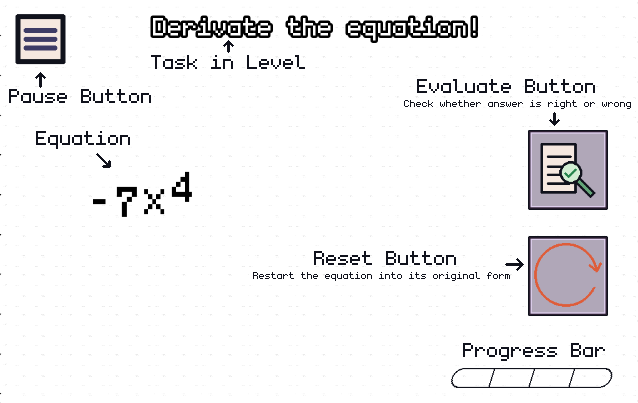 Derivate the equation!
Task in Level
Pause Button
Evaluate Button
Check whether answer is right or wrong
Equation
-7x⁴
Reset Button
Restart the equation into its original form
Progress Bar